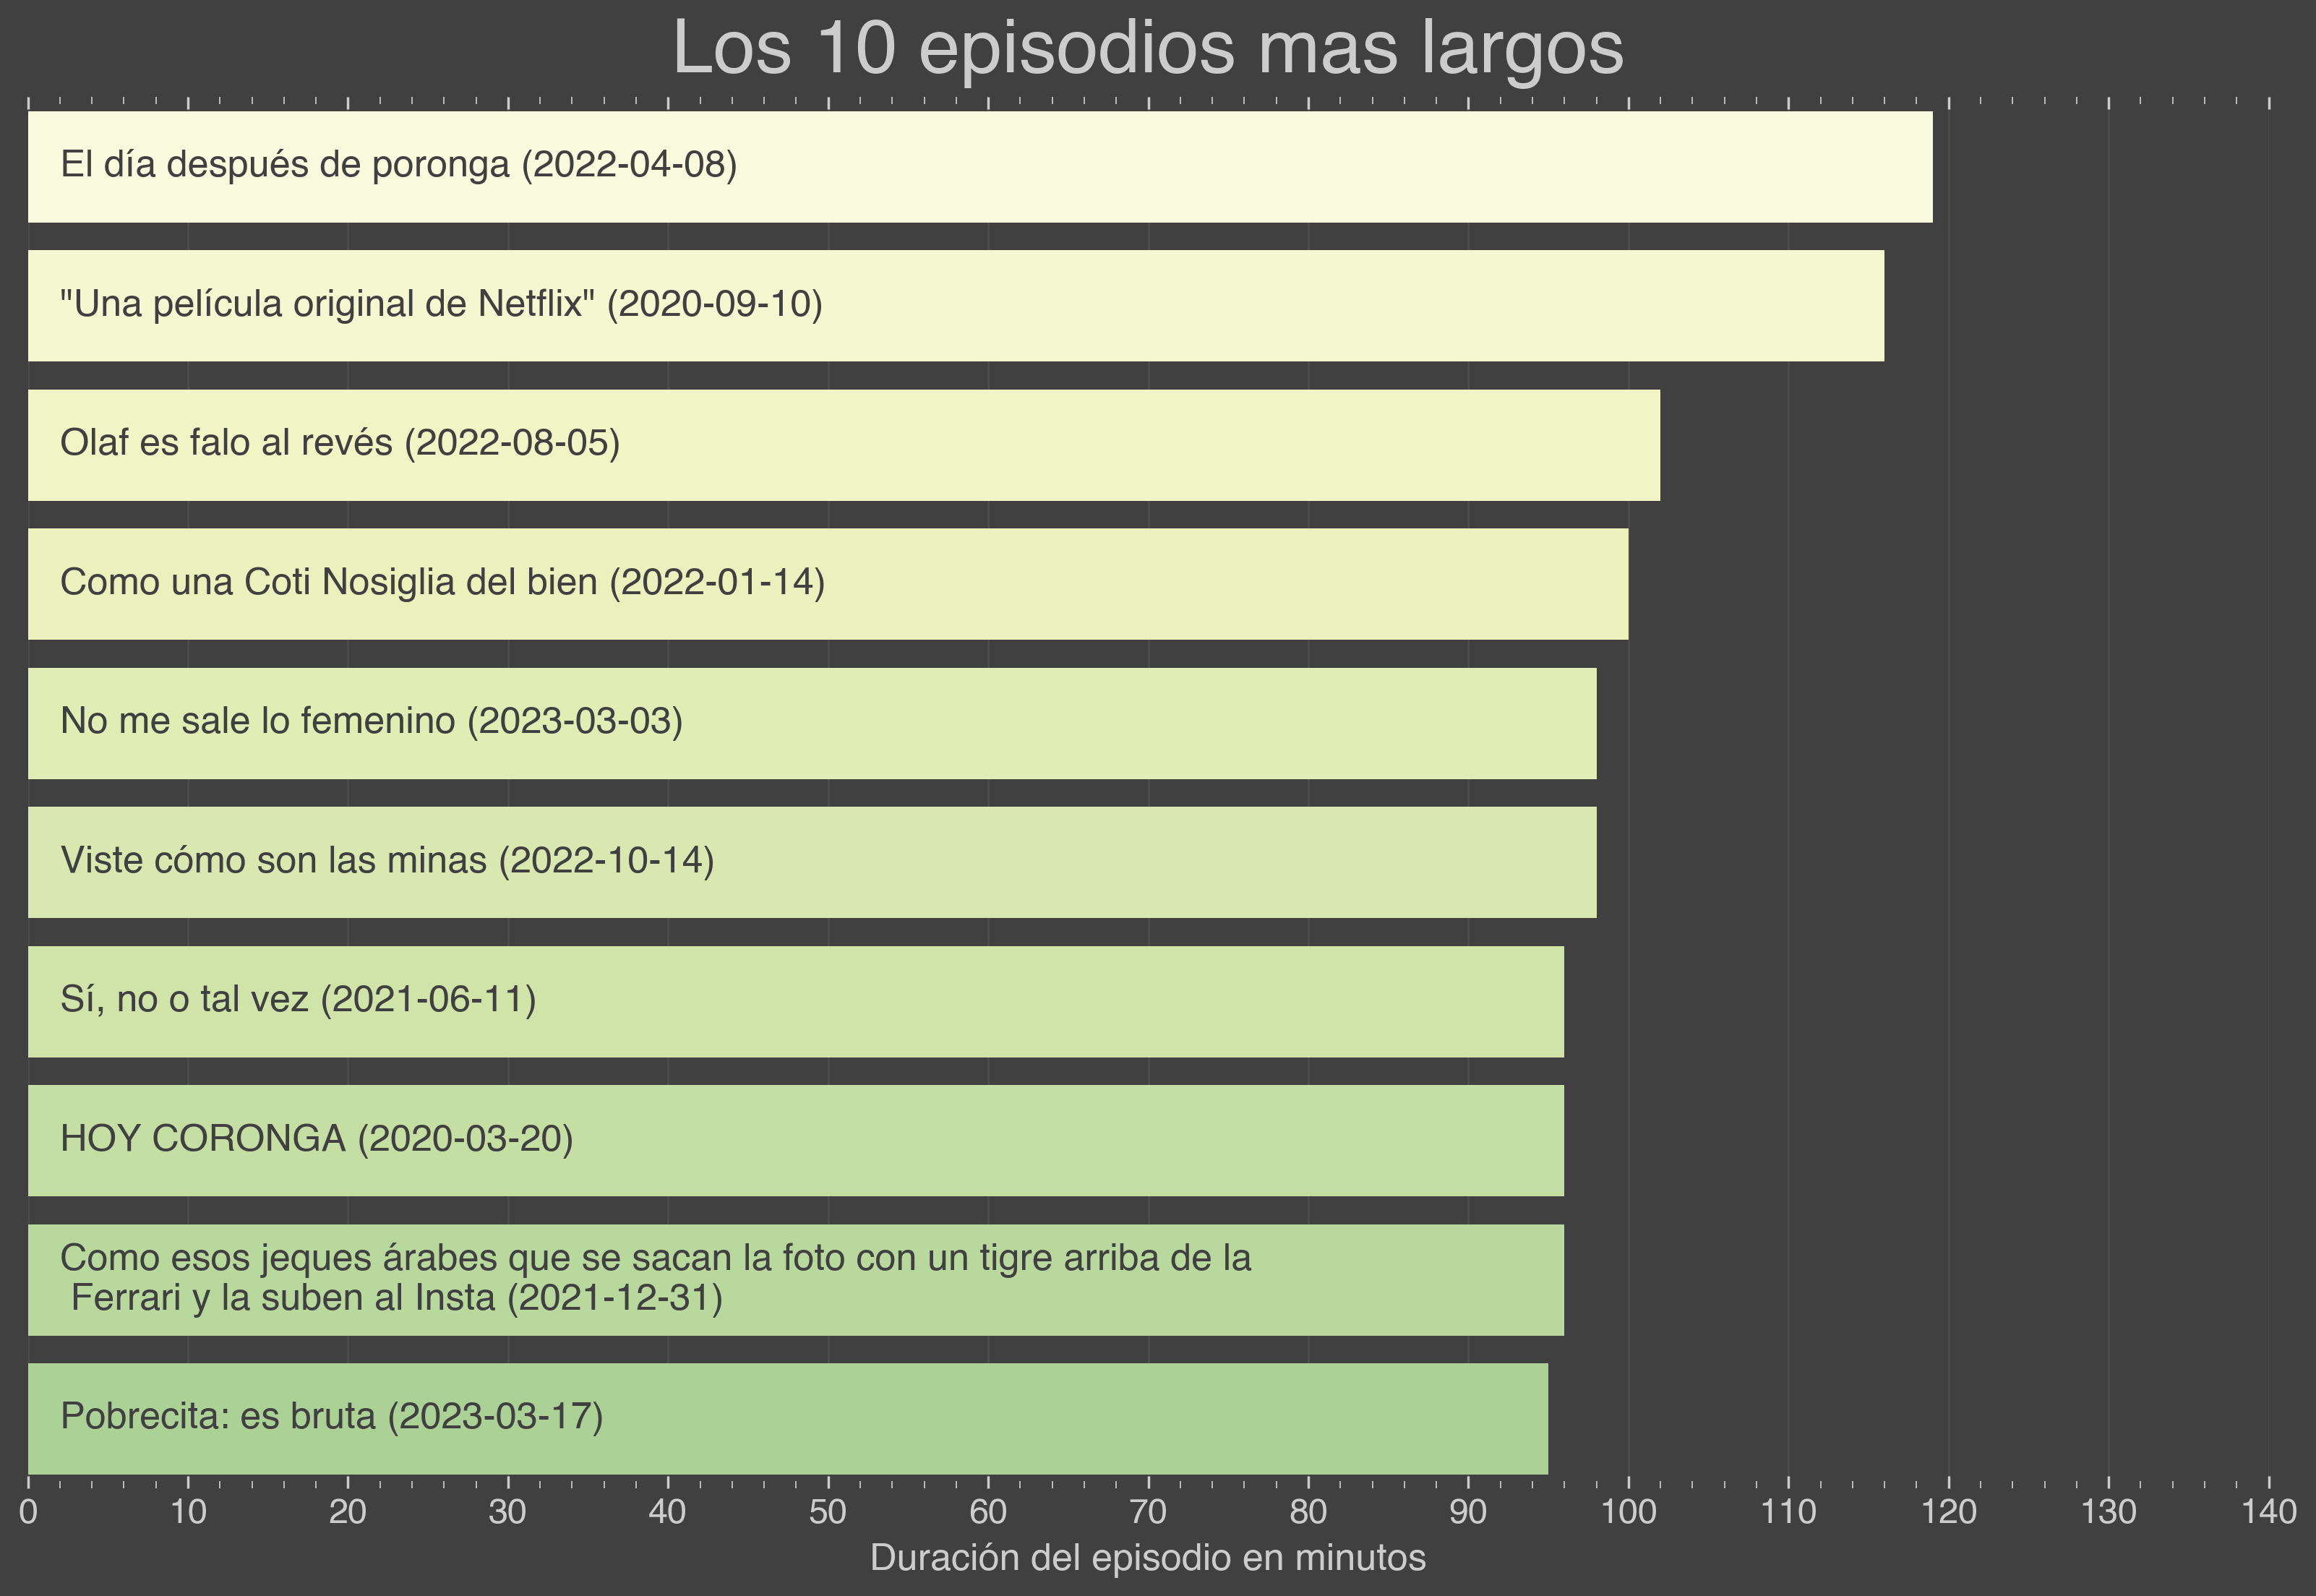 Los 10 episodios mas largos
El día después de poronga (2022-04-08)
"Una película original de Netflix" (2020-09-10)
Olaf es falo al revés (2022-08-05)
Como una Coti Nosiglia del bien (2022-01-14)
No me sale lo femenino (2023-03-03)
Viste cómo son las minas (2022-10-14)
Sí, no o tal vez (2021-06-11)
HOY CORONGA (2020-03-20)
Como esos jeques árabes que se sacan la foto con un tigre arriba de la
Ferrari y la suben al Insta (2021-12-31)
Pobrecita: es bruta (2023-03-17)
0 10 20 30 40 50 60 70 80 90 100 110 120 130 140
Duración del episodio en minutos